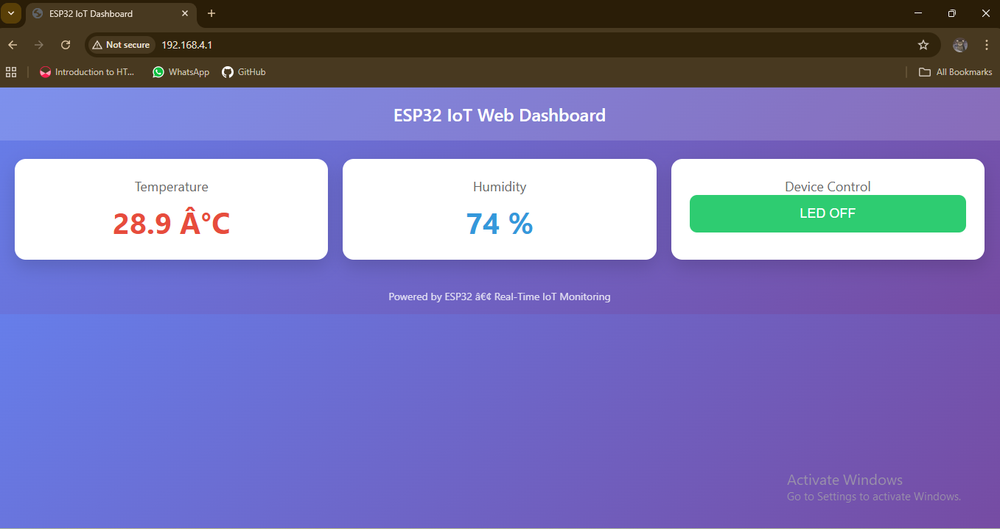 ESP32 IoT Dashboard
Not secure 192.168.4.1
Introduction to HT... WhatsApp GitHub All Bookmarks
ESP32 IoT Web Dashboard
Temperature
28.9 Â°C
Humidity
74 %
Device Control
LED OFF
Powered by ESP32 â€¢ Real-Time IoT Monitoring
Activate Windows
Go to Settings to activate Windows.